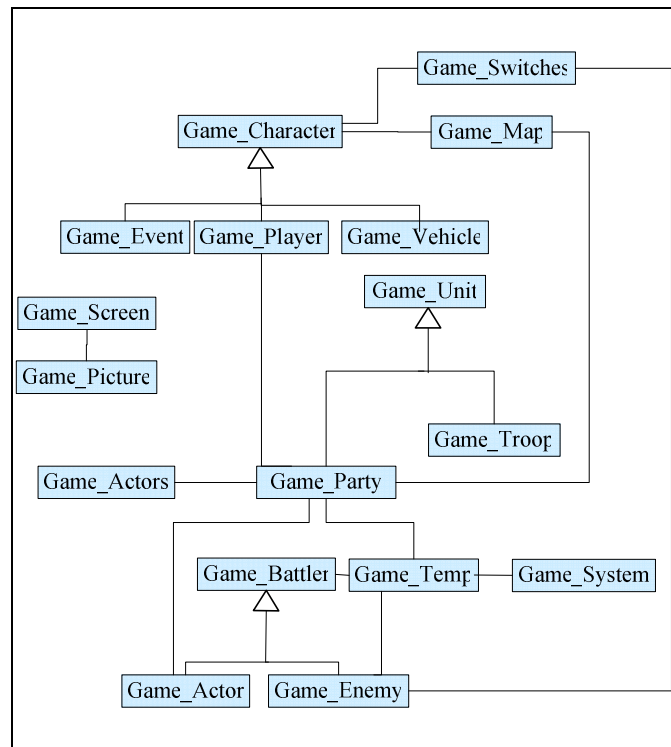 Game_Switches
Game_Character
Game_Map
Game_Event
Game_Player
Game_Vehicle
Game_Unit
Game_Screen
Game_Picture
Game_Troop
Game_Actors
Game_Party
Game_Battler
Game_Temp
Game_System
Game_Actor
Game_Enemy